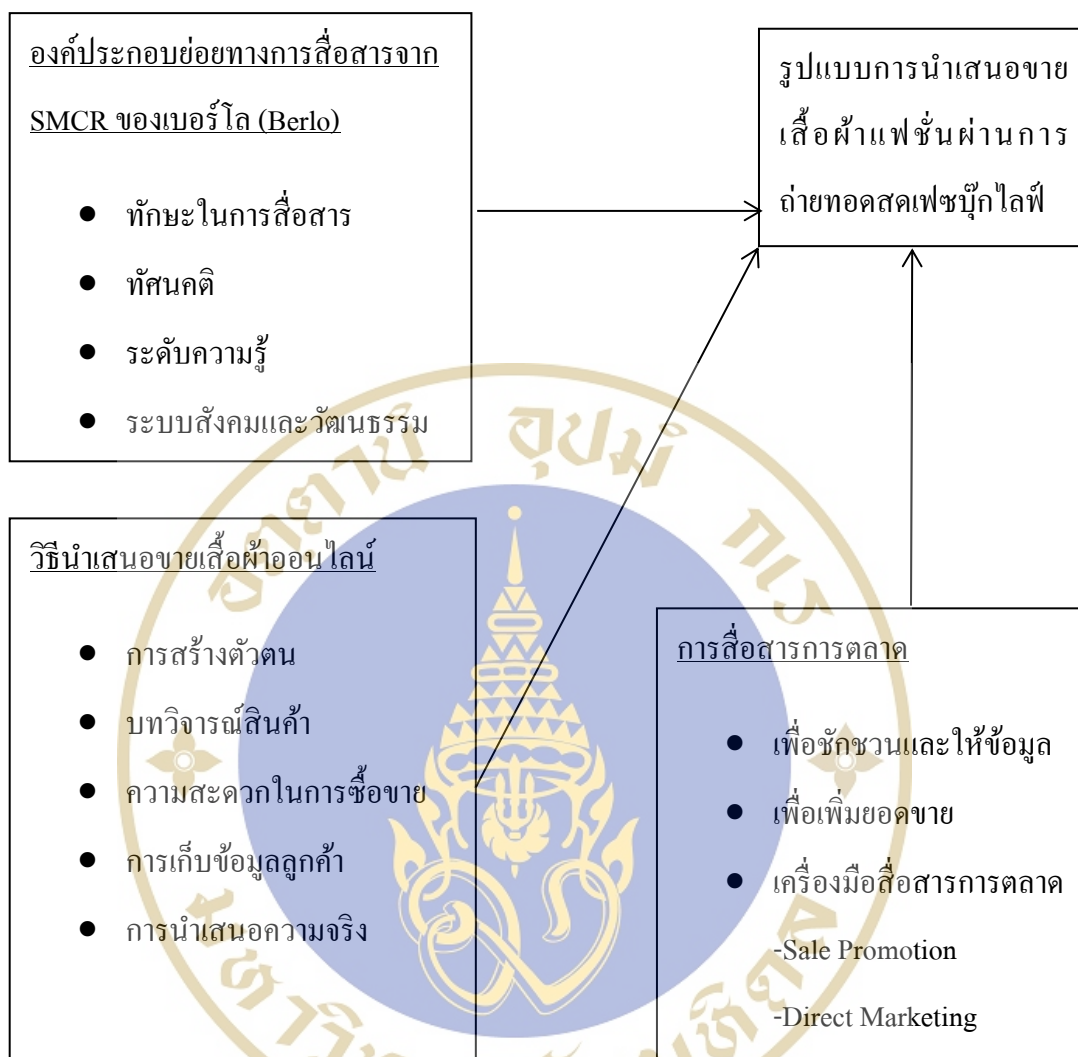 องค์ประกอบย่อยทางการสื่อสารจาก
SMCR ของเบอร์โล (Berlo)
● ทักษะในการสื่อสาร
● ทัศนคติ
● ระดับความรู้
● ระบบสังคมและวัฒนธรรม
รูปแบบการนำเสนอขาย
เสื้อผ้าแฟชั่นผ่านการ
ถ่ายทอดสดเฟซบุ๊กไลฟ์
วิธีนำเสนอขายเสื้อผ้าออนไลน์
● การสร้างตัวตน
● บทวิจารณ์สินค้า
● ความสะดวกในการซื้อขาย
● การเก็บข้อมูลลูกค้า
● การนำเสนอความจริง
การสื่อสารการตลาด
● เพื่อชักชวนและให้ข้อมูล
● เพื่อเพิ่มยอดขาย
● เครื่องมือสื่อสารการตลาด
-Sale Promotion
-Direct Marketing
อตฺตานํ อุปมํ กเร